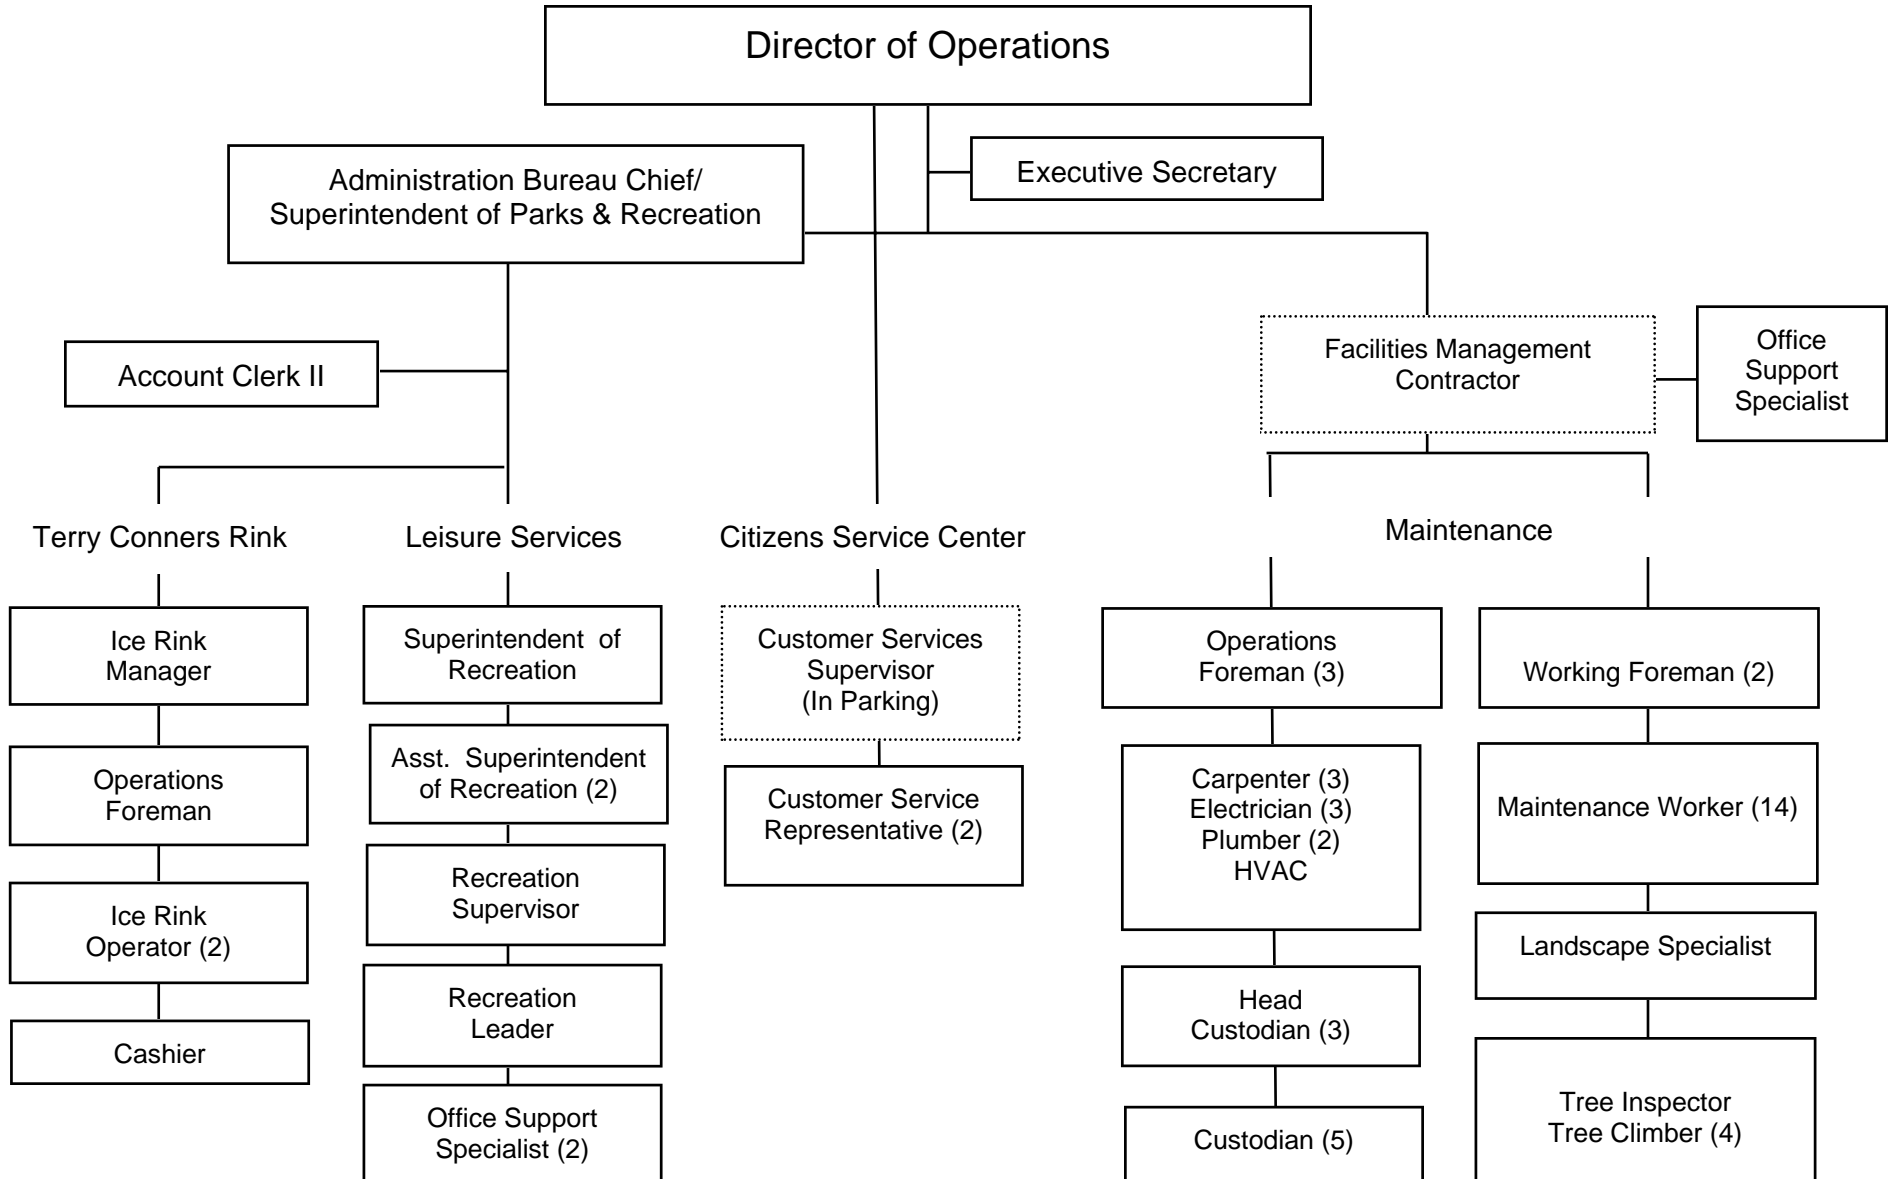 Director of Operations
Executive Secretary
Administration Bureau Chief/
Superintendent of Parks & Recreation
Account Clerk II
Facilities Management
Contractor
Office
Support
Specialist
Terry Conners Rink
Leisure Services
Citizens Service Center
Maintenance
Ice Rink
Manager
Operations
Foreman
Ice Rink
Operator (2)
Cashier
Superintendent of
Recreation
Asst. Superintendent
of Recreation (2)
Recreation
Supervisor
Recreation
Leader
Office Support
Specialist (2)
Customer Services
Supervisor
(In Parking)
Customer Service
Representative (2)
Operations
Foreman (3)
Carpenter (3)
Electrician (3)
Plumber (2)
HVAC
Head
Custodian (3)
Custodian (5)
Working Foreman (2)
Maintenance Worker (14)
Landscape Specialist
Tree Inspector
Tree Climber (4)